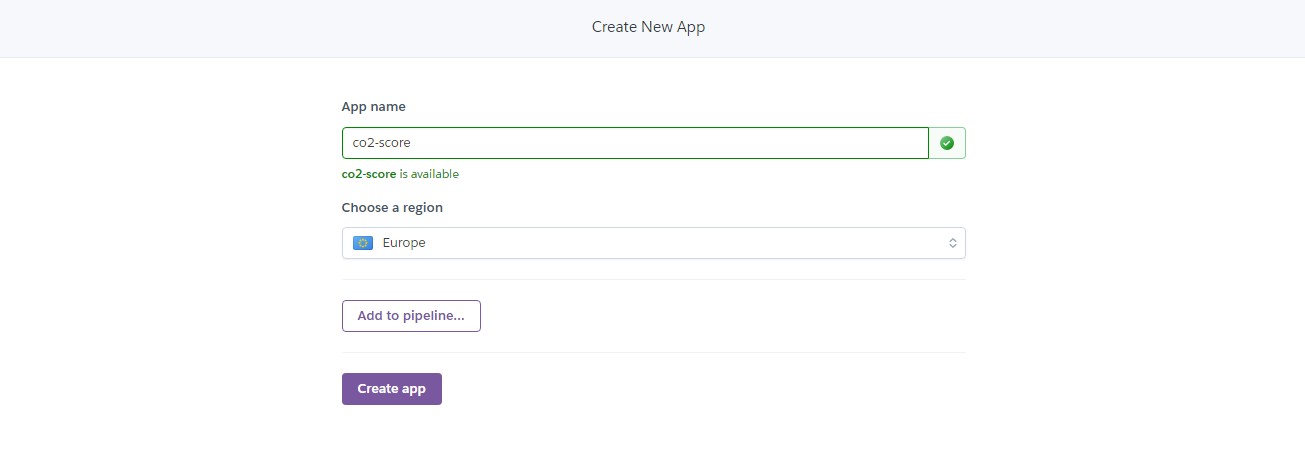 Create New App
App name
co2-score
co2-score is available
Choose a region
Europe
Add to pipeline...
Create app